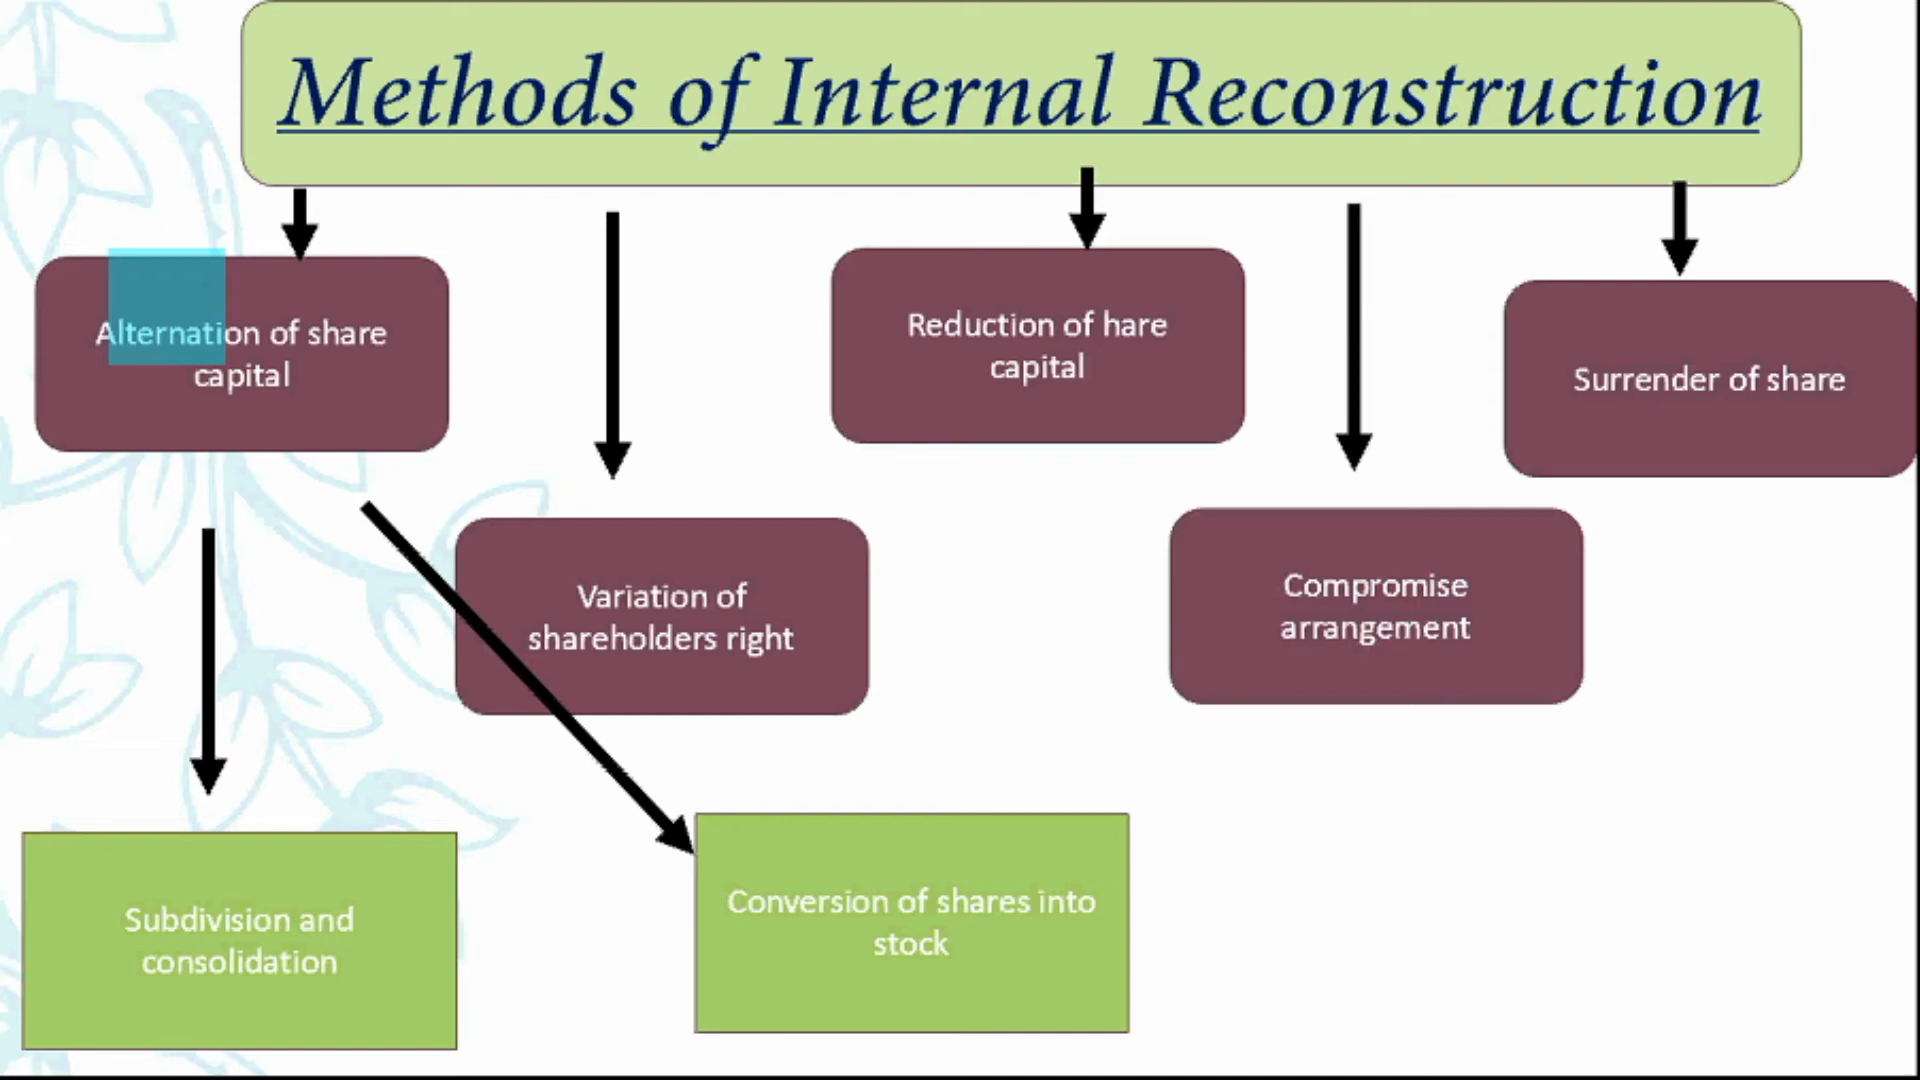 Methods of Internal Reconstruction
Alternation of share
capital
Reduction of hare
capital
Surrender of share
Variation of
shareholders right
Compromise
arrangement
Subdivision and
consolidation
Conversion of shares into
stock